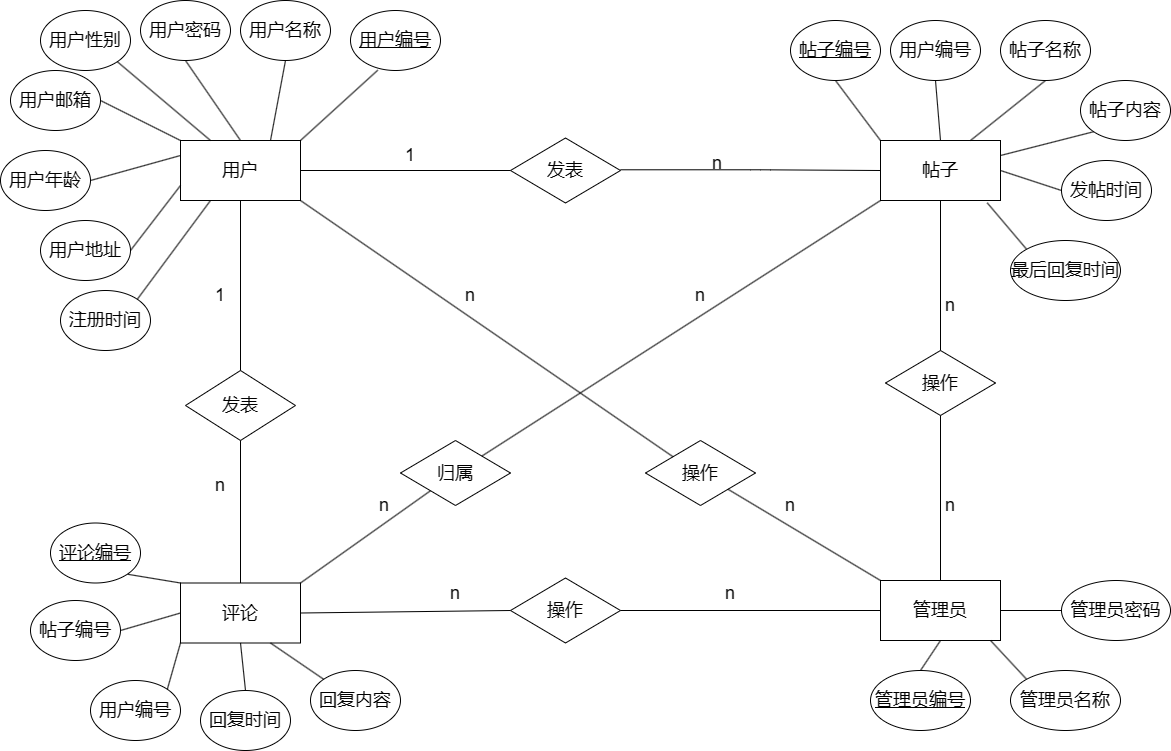 用户性别
用户密码
用户名称
用户编号
帖子编号
用户编号
帖子名称
用户邮箱
帖子内容
用户
1
发表
n
帖子
用户年龄
发帖时间
用户地址
最后回复时间
注册时间
1
n
n
n
操作
发表
归属
操作
n
n
n
n
评论编号
n
n
评论
操作
管理员
管理员密码
帖子编号
用户编号
回复时间
回复内容
管理员编号
管理员名称